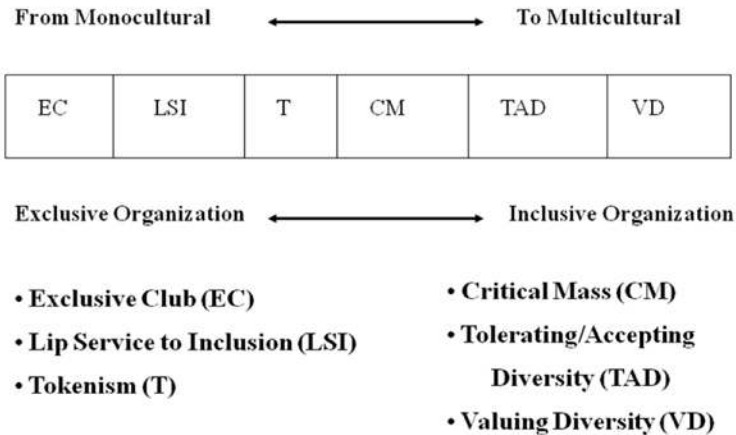 From Monocultural To Multicultural
EC LSI T CM TAD VD
Exclusive Organization Inclusive Organization
• Exclusive Club (EC)
• Lip Service to Inclusion (LSI)
• Tokenism (T)
• Critical Mass (CM)
• Tolerating/Accepting
Diversity (TAD)
• Valuing Diversity (VD)